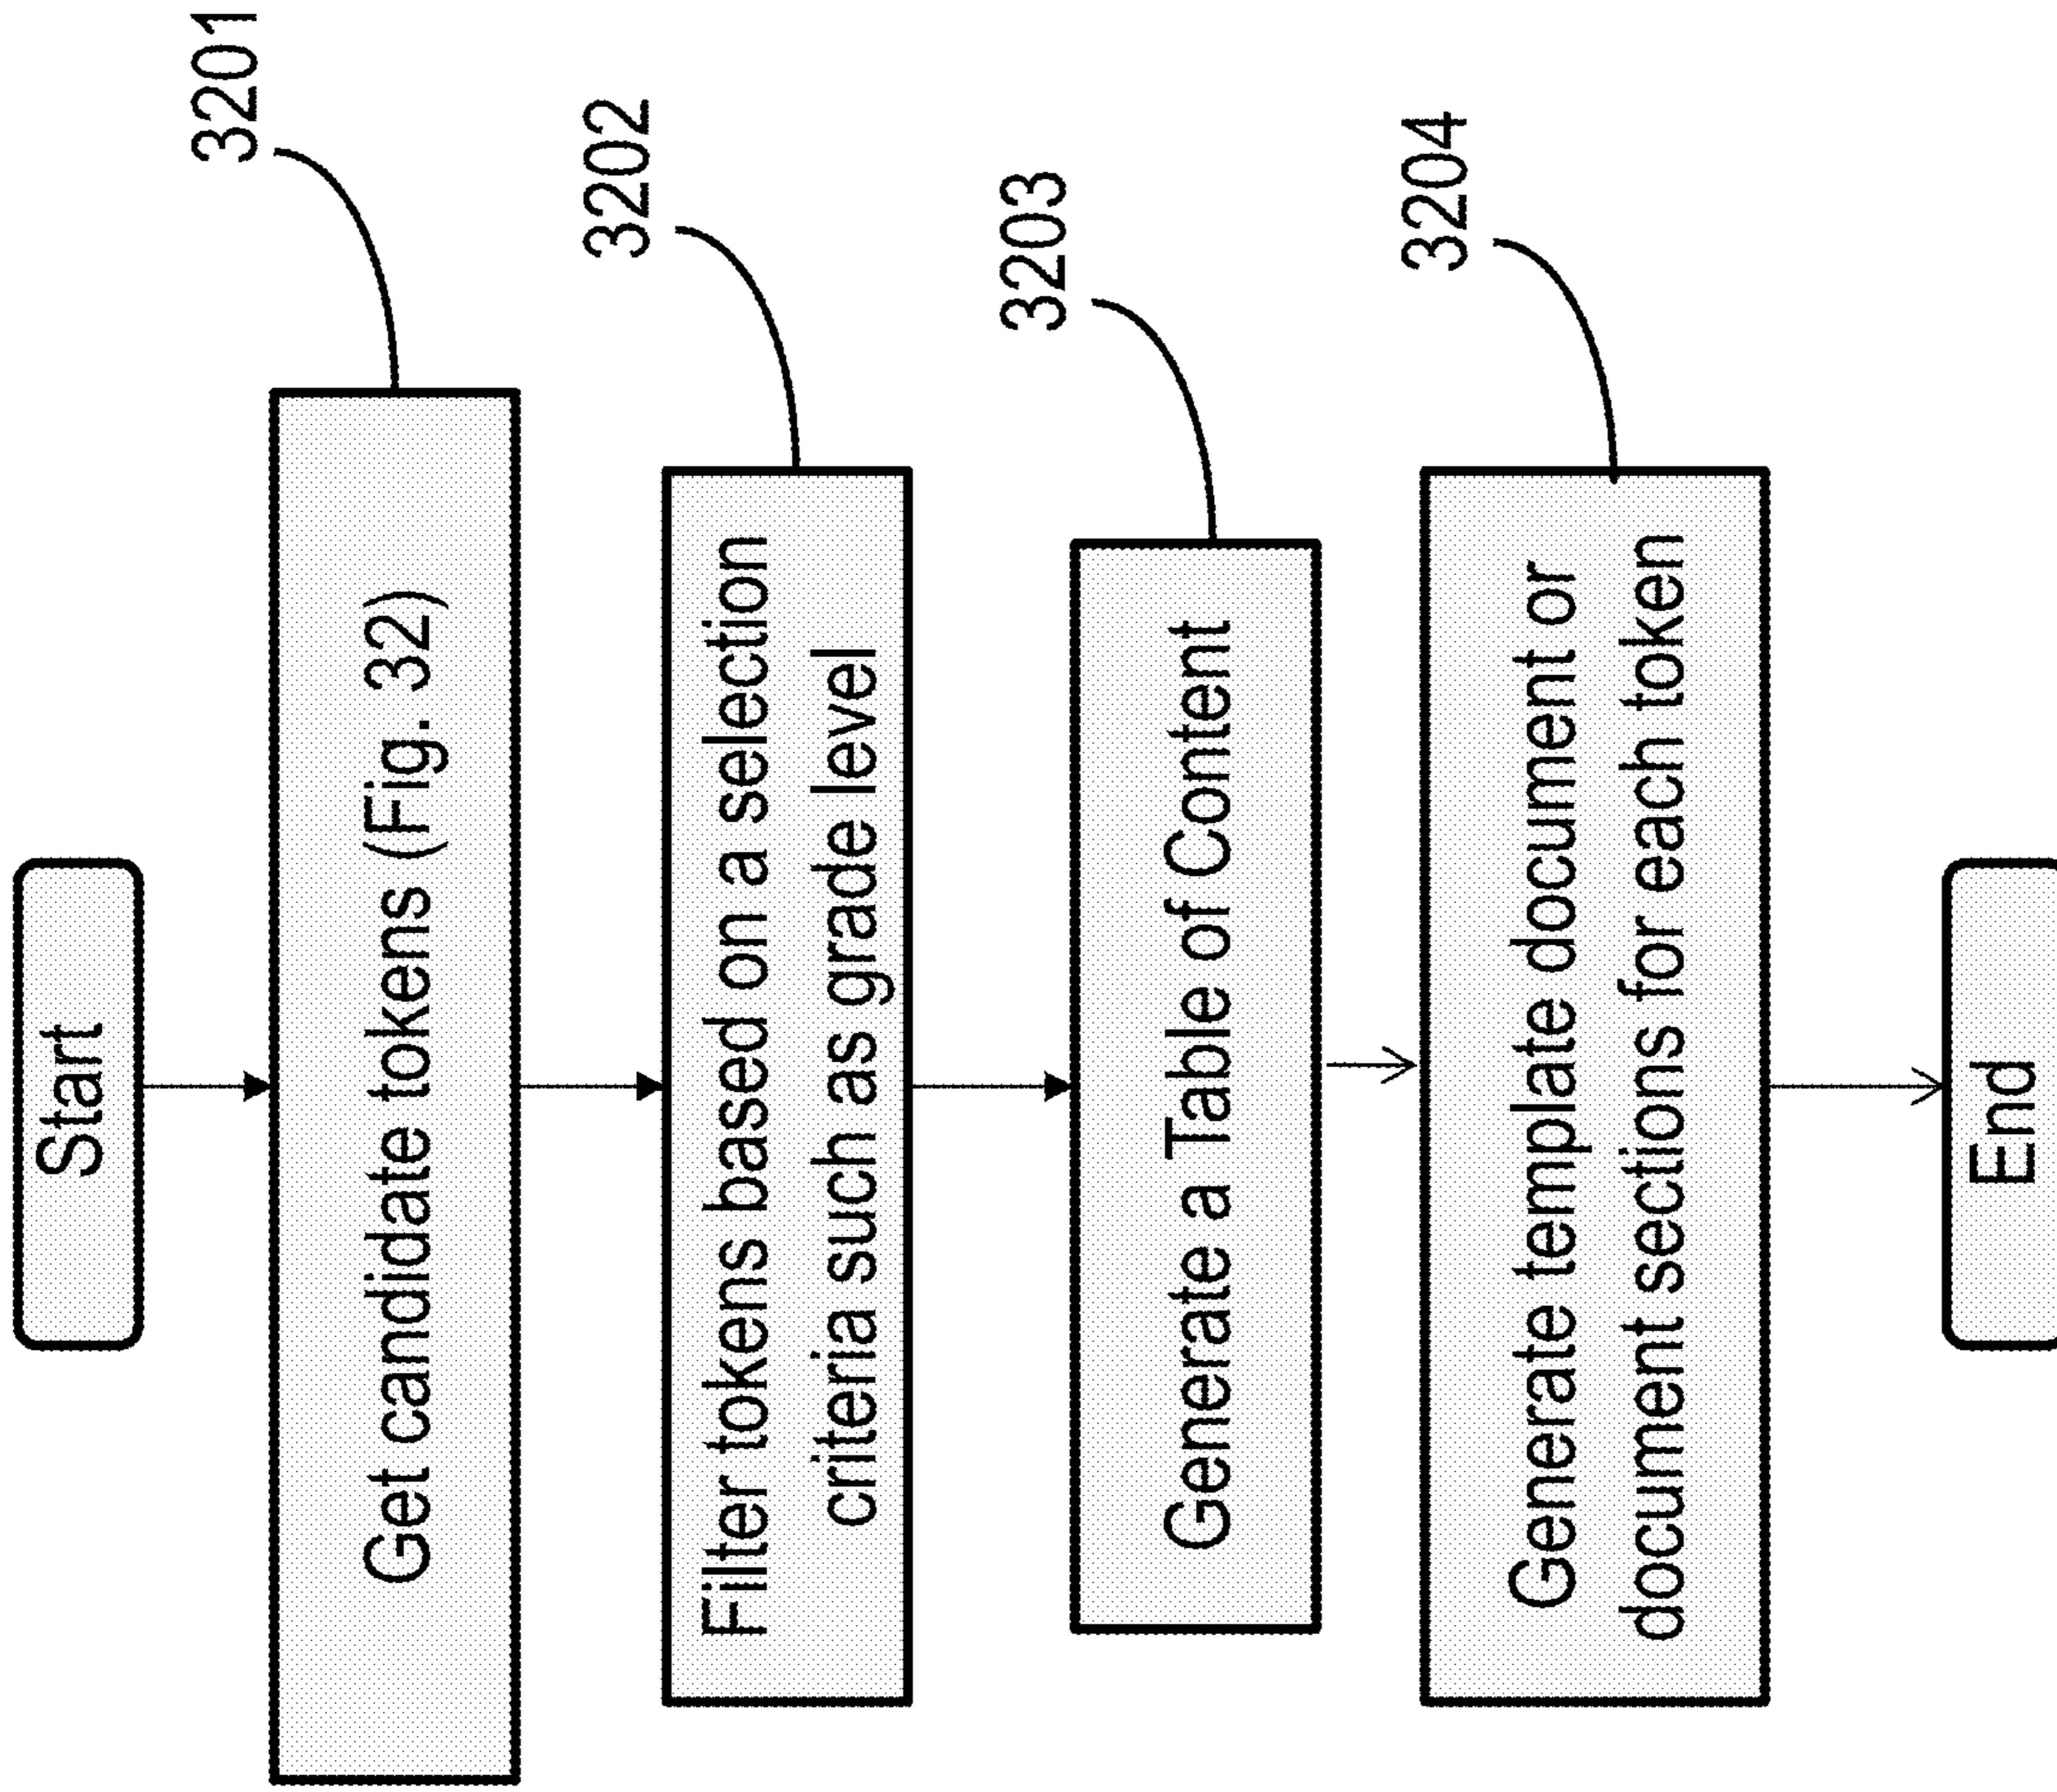 Start
3201
Get candidate tokens (Fig. 32)
3202
Filter tokens based on a selection
criteria such as grade level
3203
Generate a Table of Content
3204
Generate template document or
document sections for each token
End